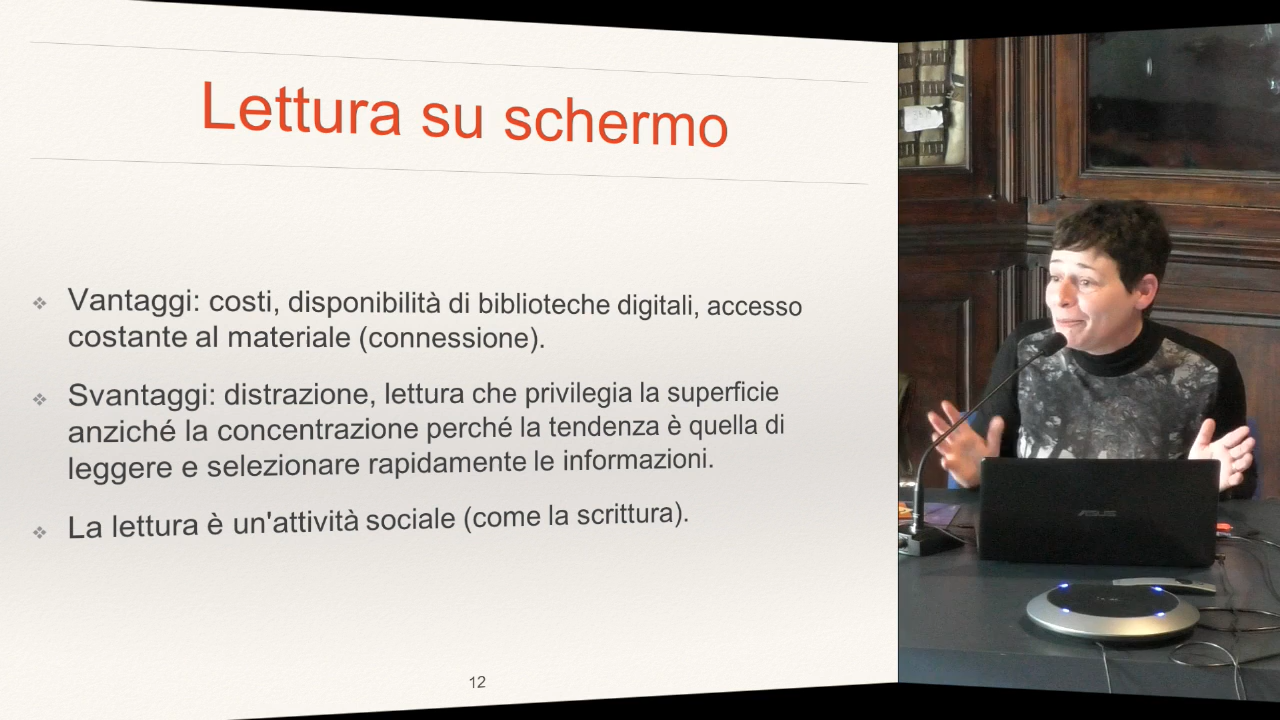 Lettura su schermo
Vantaggi: costi, disponibilità di biblioteche digitali, accesso
costante al materiale (connessione).
Svantaggi: distrazione, lettura che privilegia la superficie
anziché la concentrazione perché la tendenza è quella di
leggere e selezionare rapidamente le informazioni.
La lettura è un'attività sociale (come la scrittura).
12
ASUS